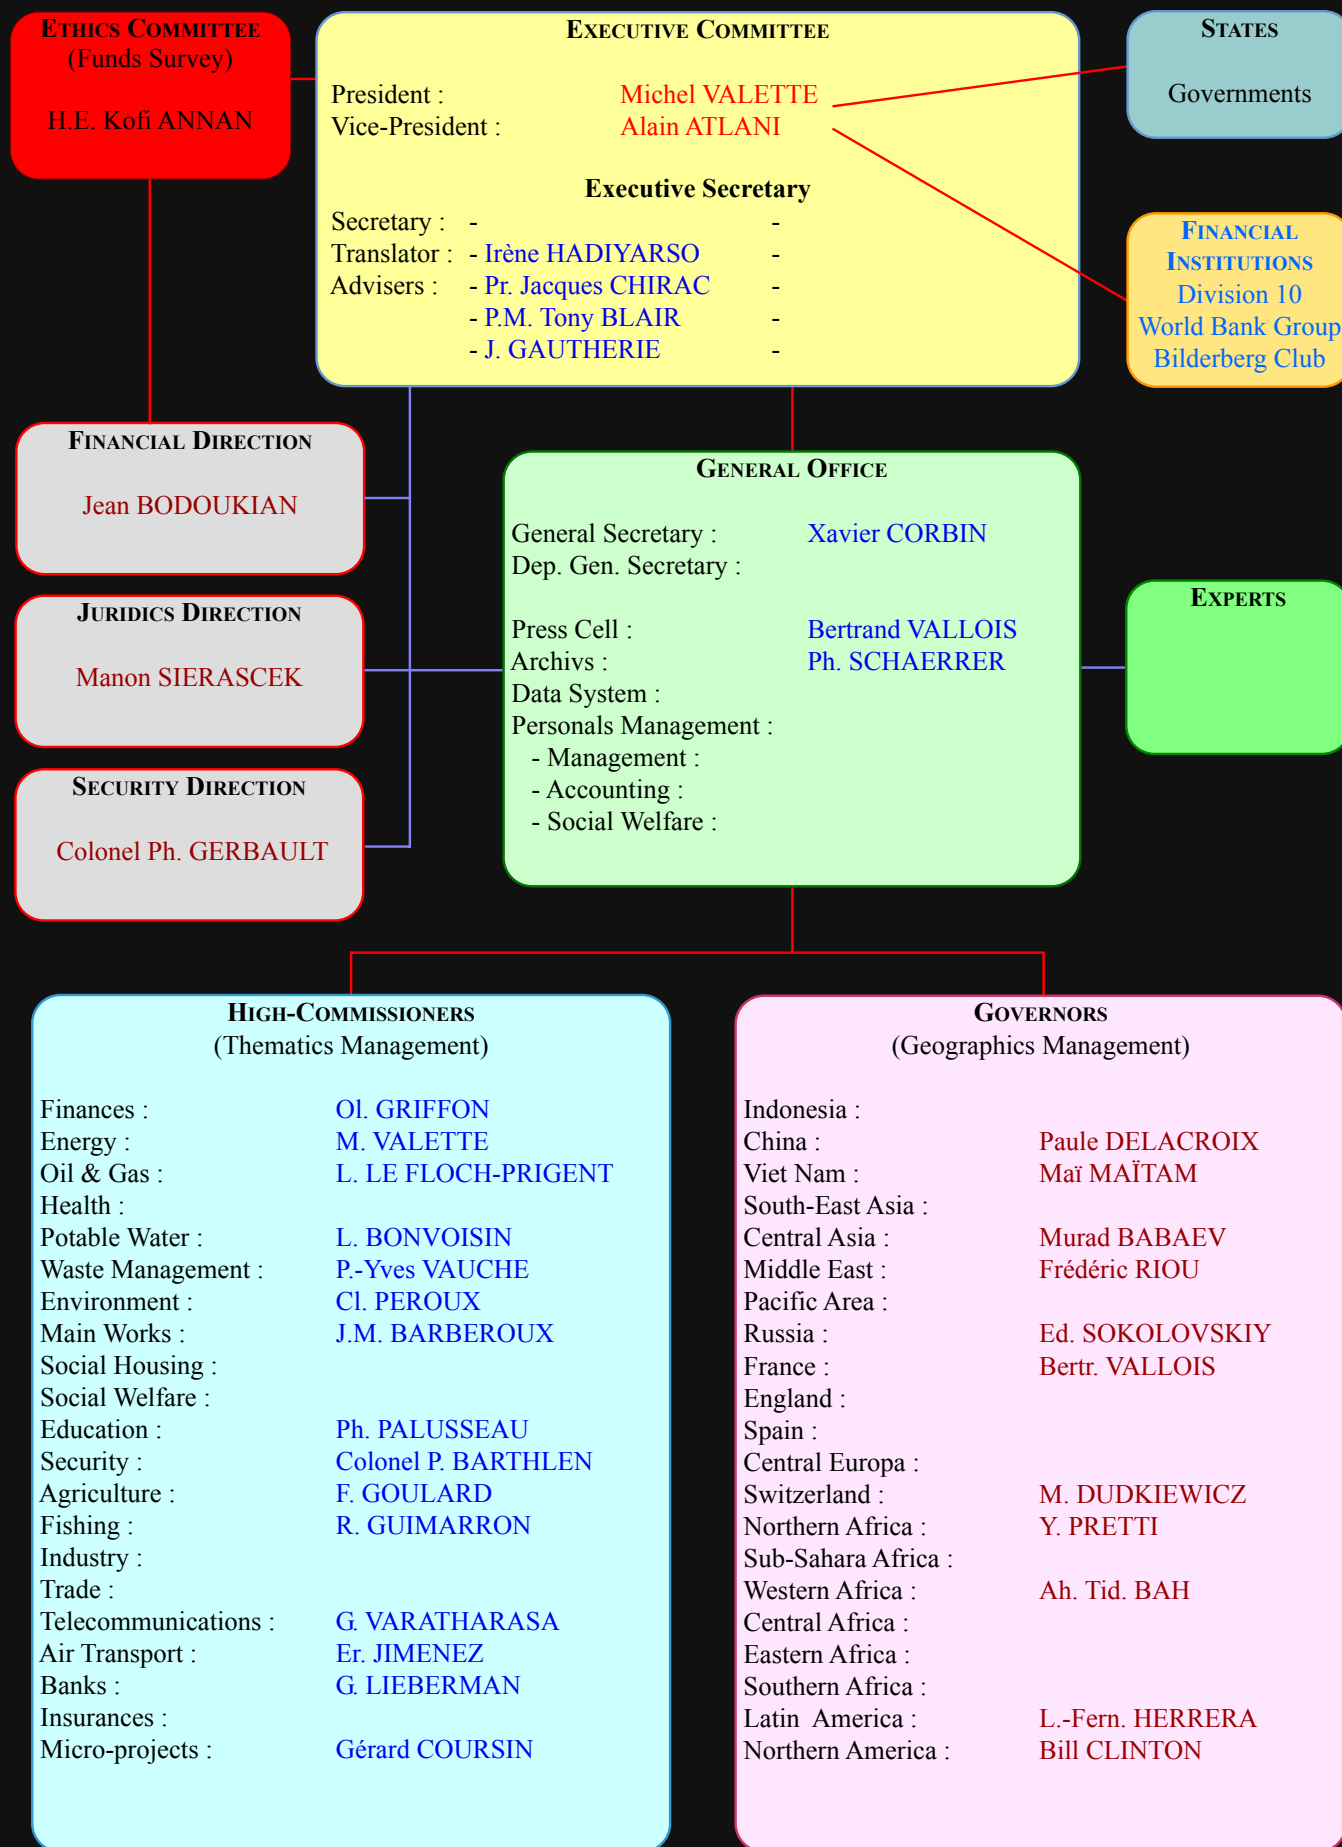 ETHICS COMMITTEE
(Funds Survey)
H.E. Kofi ANNAN
EXECUTIVE COMMITTEE
President : Michel VALETTE
Vice-President : Alain ATLANI
Executive Secretary
Secretary : - -
Translator : - Irène HADIYARSO -
Advisers : - Pr. Jacques CHIRAC -
- P.M. Tony BLAIR -
- J. GAUTHERIE -
STATES
Governments
FINANCIAL
INSTITUTIONS
Division 10
World Bank Group
Bilderberg Club
FINANCIAL DIRECTION
Jean BODOUKIAN
JURIDICS DIRECTION
Manon SIERASCEK
SECURITY DIRECTION
Colonel Ph. GERBAULT
GENERAL OFFICE
General Secretary : Xavier CORBIN
Dep. Gen. Secretary :
Press Cell : Bertrand VALLOIS
Archivs : Ph. SCHAERRER
Data System :
Personals Management :
- Management :
- Accounting :
- Social Welfare :
EXPERTS
HIGH-COMMISSIONERS
(Thematics Management)
Finances : Ol. GRIFFON
Energy : M. VALETTE
Oil & Gas : L. LE FLOCH-PRIGENT
Health :
Potable Water : L. BONVOISIN
Waste Management : P.-Yves VAUCHE
Environment : Cl. PEROUX
Main Works : J.M. BARBEROUX
Social Housing :
Social Welfare :
Education : Ph. PALUSSEAU
Security : Colonel P. BARTHLEN
Agriculture : F. GOULARD
Fishing : R. GUIMARRON
Industry :
Trade :
Telecommunications : G. VARATHARASA
Air Transport : Er. JIMENEZ
Banks : G. LIEBERMAN
Insurances :
Micro-projects : Gérard COURSIN
GOVERNORS
(Geographics Management)
Indonesia :
China : Paule DELACROIX
Viet Nam : Maï MAÏTAM
South-East Asia :
Central Asia : Murad BABAEV
Middle East : Frédéric RIOU
Pacific Area :
Russia : Ed. SOKOLOVSKIY
France : Bertr. VALLOIS
England :
Spain :
Central Europa :
Switzerland : M. DUDKIEWICZ
Northern Africa : Y. PRETTI
Sub-Sahara Africa :
Western Africa : Ah. Tid. BAH
Central Africa :
Eastern Africa :
Southern Africa :
Latin America : L.-Fern. HERRERA
Northern America : Bill CLINTON